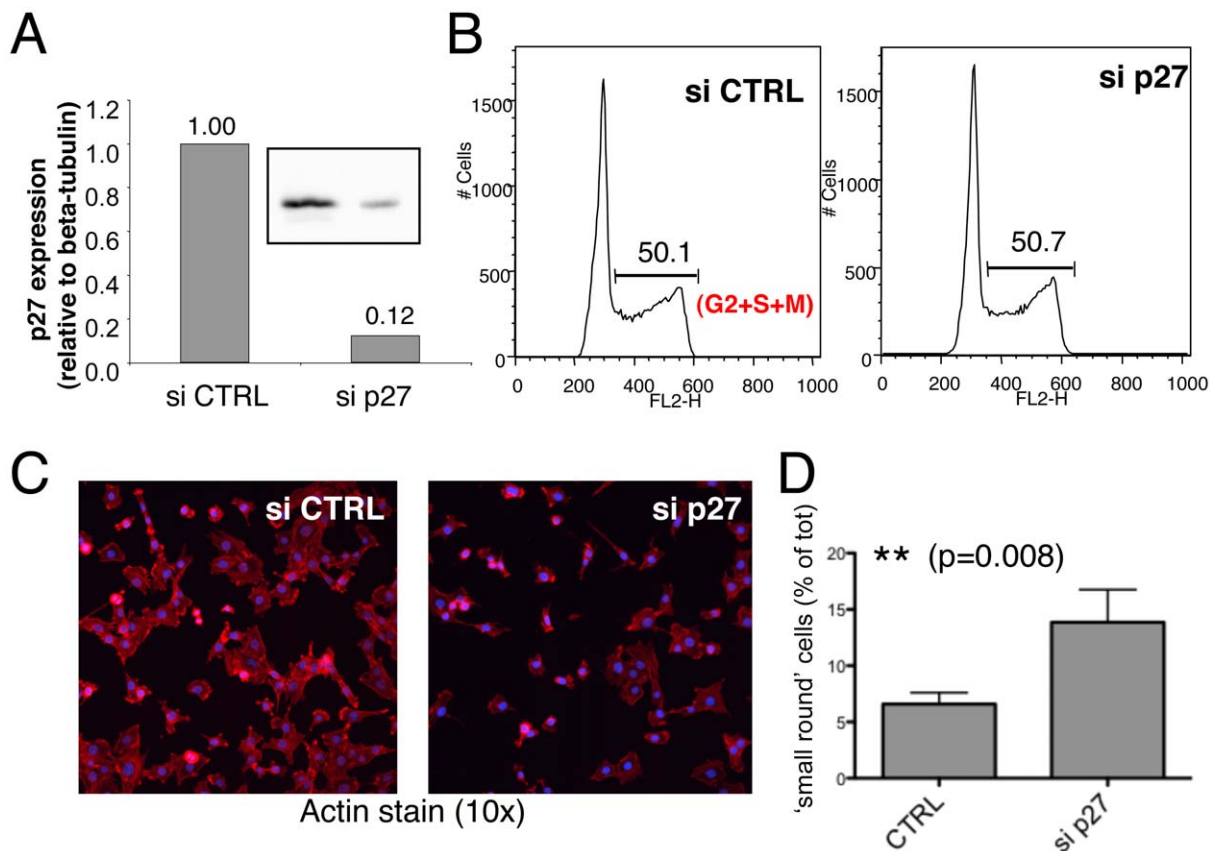 A
p27 expression
(relative to beta-tubulin)
1.2
1.0
0.8
0.6
0.4
0.2
0.0
1.00
0.12
si CTRL
si p27
B
# Cells
1500
1000
500
0
si CTRL
50.1
(G2+S+M)
0
200
400
600
800
1000
FL2-H
# Cells
1500
1000
500
0
si p27
50.7
0
200
400
600
800
1000
FL2-H
C
si CTRL
si p27
Actin stain (10x)
D
'small round' cells (% of tot)
20
15
10
5
0
** (p=0.008)
CTRL
si p27